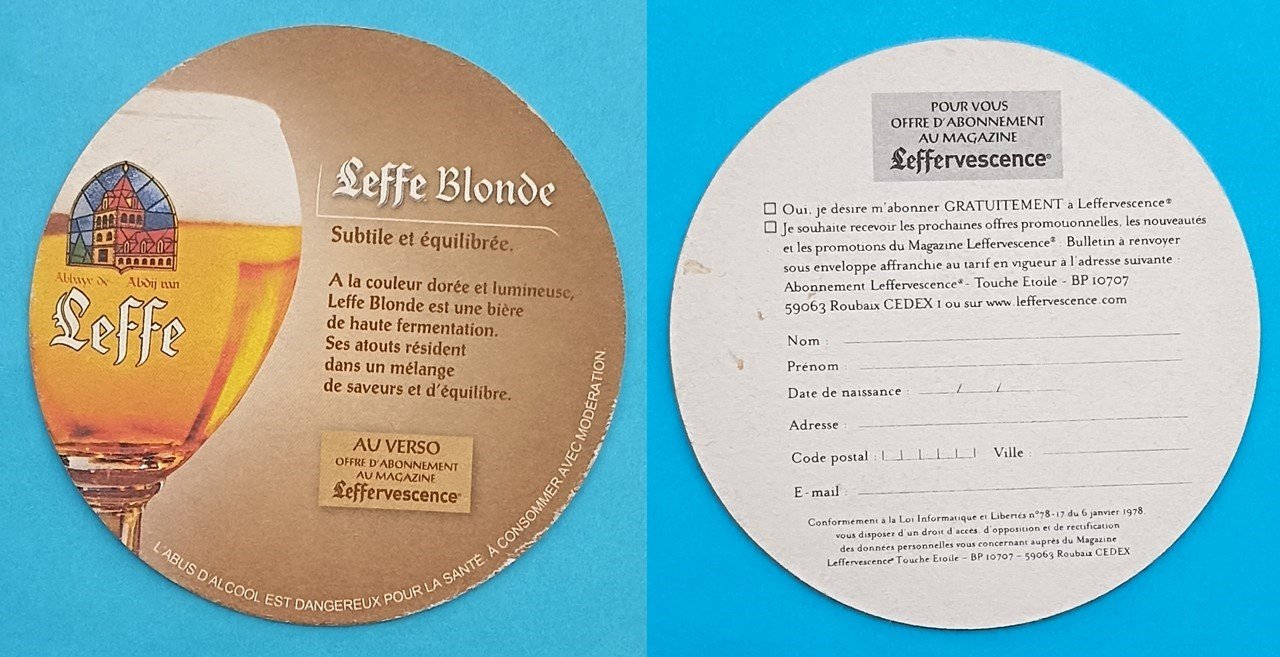 Abbaye de Abdij van
Leffe
Leffe Blonde
Subtile et équilibrée.
A la couleur dorée et lumineuse,
Leffe Blonde est une bière
de haute fermentation.
Ses atouts résident
dans un mélange
de saveurs et d'équilibre.
AU VERSO
OFFRE D'ABONNEMENT
AU MAGAZINE
Leffervescence®
L'ABUS D'ALCOOL EST DANGEREUX POUR LA SANTÉ. À CONSOMMER AVEC MODÉRATION.
POUR VOUS
OFFRE D'ABONNEMENT
AU MAGAZINE
Leffervescence®
☐ Oui, je désire m'abonner GRATUITEMENT à Leffervescence®
☐ Je souhaite recevoir les prochaines offres promotionnelles, les nouveautés
et les promotions du Magazine Leffervescence®. Bulletin à renvoyer
sous enveloppe affranchie au tarif en vigueur à l'adresse suivante :
Abonnement Leffervescence® - Touche Etoile - BP 10707
59063 Roubaix CEDEX 1 ou sur www.leffervescence.com
Nom :
Prénom :
Date de naissance : / /
Adresse :
Code postal : Ville :
E-mail :
Conformément à la Loi Informatique et Libertés n°78-17 du 6 janvier 1978,
vous disposez d'un droit d'accès, d'opposition et de rectification
des données personnelles vous concernant auprès du Magazine
Leffervescence® Touche Etoile - BP 10707 - 59063 Roubaix CEDEX